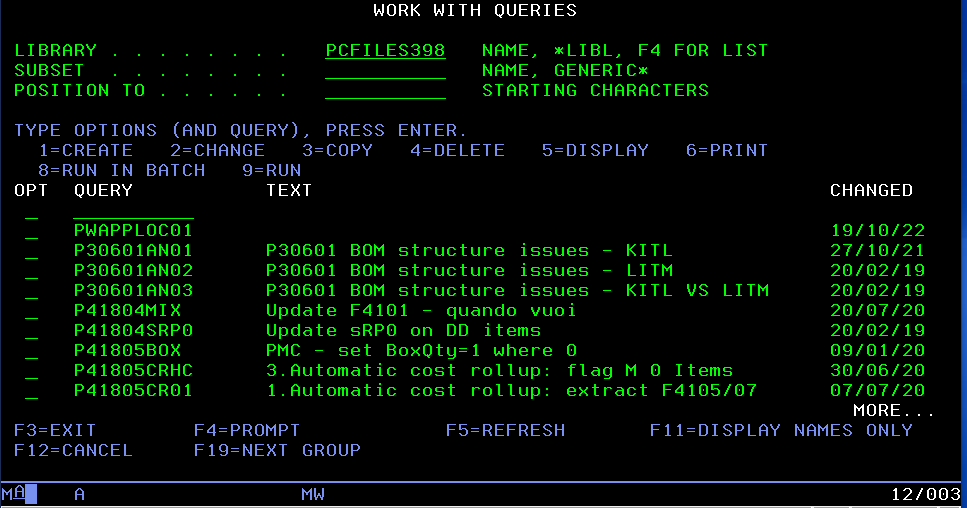 WORK WITH QUERIES
LIBRARY . . . . . . . . PCFILES398 NAME, *LIBL, F4 FOR LIST
SUBSET . . . . . . . . NAME, GENERIC*
POSITION TO . . . . . . STARTING CHARACTERS
TYPE OPTIONS (AND QUERY), PRESS ENTER.
1=CREATE 2=CHANGE 3=COPY 4=DELETE 5=DISPLAY 6=PRINT
8=RUN IN BATCH 9=RUN
OPT QUERY TEXT CHANGED
PWAPPLOC01 19/10/22
P30601AN01 P30601 BOM structure issues - KITL 27/10/21
P30601AN02 P30601 BOM structure issues - LITM 20/02/19
P30601AN03 P30601 BOM structure issues - KITL VS LITM 20/02/19
P41804MIX Update F4101 - quando vuoi 20/07/20
P41804SRP0 Update sRP0 on DD items 20/02/19
P41805BOX PMC - set BoxQty=1 where 0 09/01/20
P41805CRHC 3.Automatic cost rollup: flag M 0 Items 30/06/20
P41805CR01 1.Automatic cost rollup: extract F4105/07 07/07/20
MORE...
F3=EXIT F4=PROMPT F5=REFRESH F11=DISPLAY NAMES ONLY
F12=CANCEL F19=NEXT GROUP
MA A MW 12/003